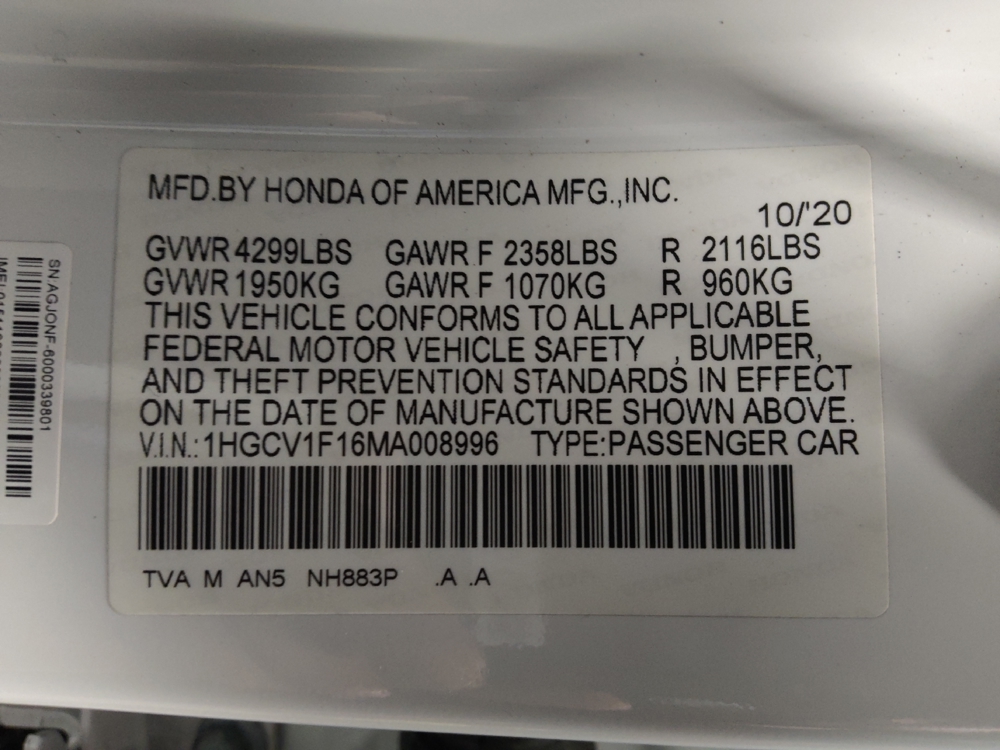 MFD.BY HONDA OF AMERICA MFG.,INC.
10/'20
GVWR 4299LBS GAWR F 2358LBS R 2116LBS
GVWR 1950KG GAWR F 1070KG R 960KG
THIS VEHICLE CONFORMS TO ALL APPLICABLE
FEDERAL MOTOR VEHICLE SAFETY , BUMPER,
AND THEFT PREVENTION STANDARDS IN EFFECT
ON THE DATE OF MANUFACTURE SHOWN ABOVE.
V.I.N.: 1HGCV1F16MA008996 TYPE:PASSENGER CAR
TVA M AN5 NH883P .A .A
SN:AGJONF-6000339801